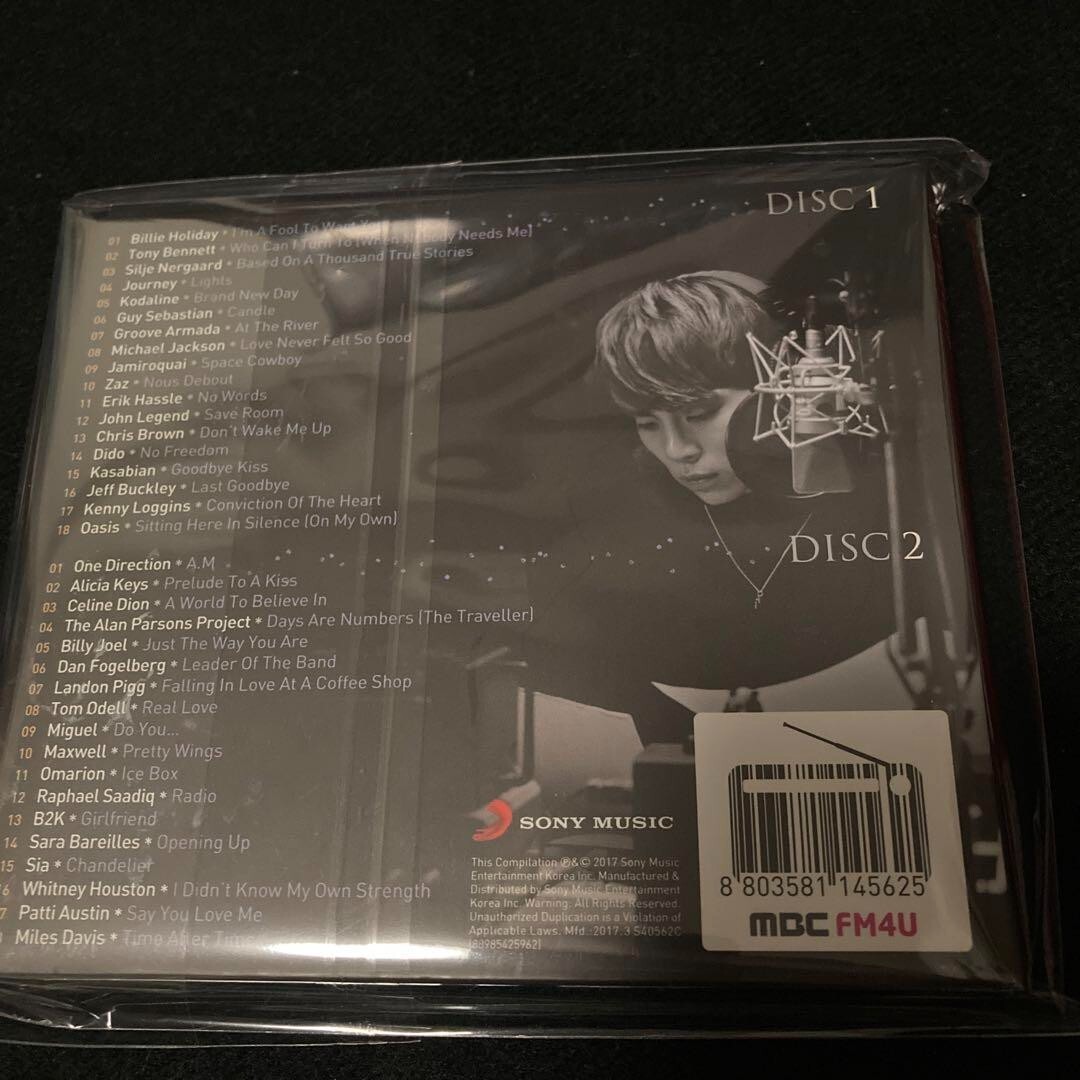 DISC 1
01 Billie Holiday * I'm A Fool To Want
02 Tony Bennett * Who Can I Turn To [When Needs Me]
03 Silje Nergaard * Based On A Thousand True Stories
04 Journey * Lights
05 Kodaline * Brand New Day
06 Guy Sebastian * Candle
07 Groove Armada * At The River
08 Michael Jackson * Love Never Felt So Good
09 Jamiroquai * Space Cowboy
10 Zaz * Nous Debout
11 Erik Hassle * No Words
12 John Legend * Save Room
13 Chris Brown * Don't Wake Me Up
14 Dido * No Freedom
15 Kasabian * Goodbye Kiss
16 Jeff Buckley * Last Goodbye
17 Kenny Loggins * Conviction Of The Heart
18 Oasis * Sitting Here In Silence (On My Own)
DISC 2
01 One Direction * A.M
02 Alicia Keys * Prelude To A Kiss
03 Celine Dion * A World To Believe In
04 The Alan Parsons Project * Days Are Numbers (The Traveller)
05 Billy Joel * Just The Way You Are
06 Dan Fogelberg * Leader Of The Band
07 Landon Pigg * Falling In Love At A Coffee Shop
08 Tom Odell * Real Love
09 Miguel * Do You...
10 Maxwell * Pretty Wings
11 Omarion * Ice Box
12 Raphael Saadiq * Radio
13 B2K * Girlfriend
14 Sara Bareilles * Opening Up
15 Sia * Chandelier
6 Whitney Houston * I Didn't Know My Own Strength
7 Patti Austin * Say You Love Me
Miles Davis * Time After Time
SONY MUSIC
This Compilation ℗&© 2017 Sony Music
Entertainment Korea Inc. Manufactured &
Distributed by Sony Music Entertainment
Korea Inc. Warning: All Rights Reserved.
Unauthorized Duplication is a Violation of
Applicable Laws. Mfd :2017.3 S40562C
[88985425962]
8 803581 145625
MBC FM4U